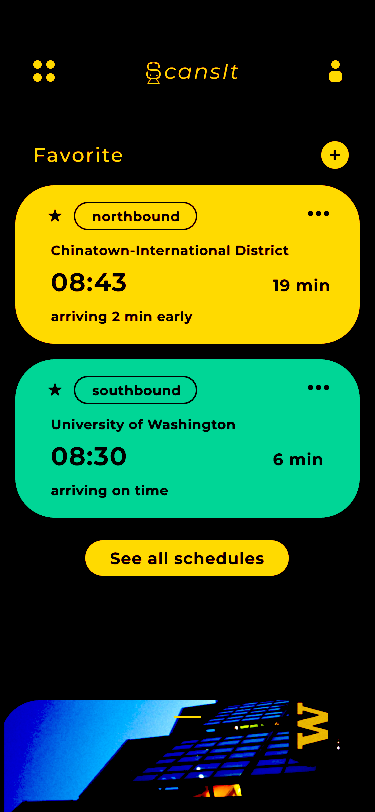 ScansIt
Favorite
northbound
Chinatown-International District
08:43
19 min
arriving 2 min early
southbound
University of Washington
08:30
6 min
arriving on time
See all schedules
W